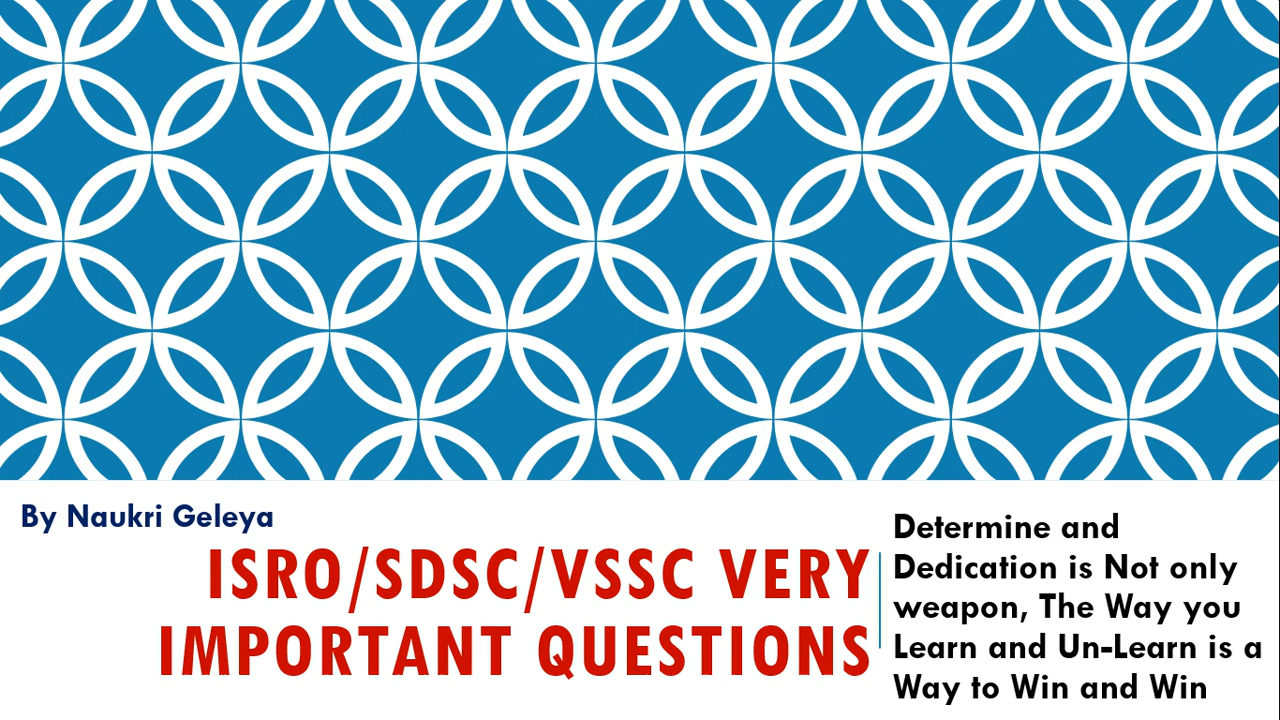 By Naukri Geleya
ISRO/SDSC/VSSC VERY
IMPORTANT QUESTIONS
Determine and
Dedication is Not only
weapon, The Way you
Learn and Un-Learn is a
Way to Win and Win